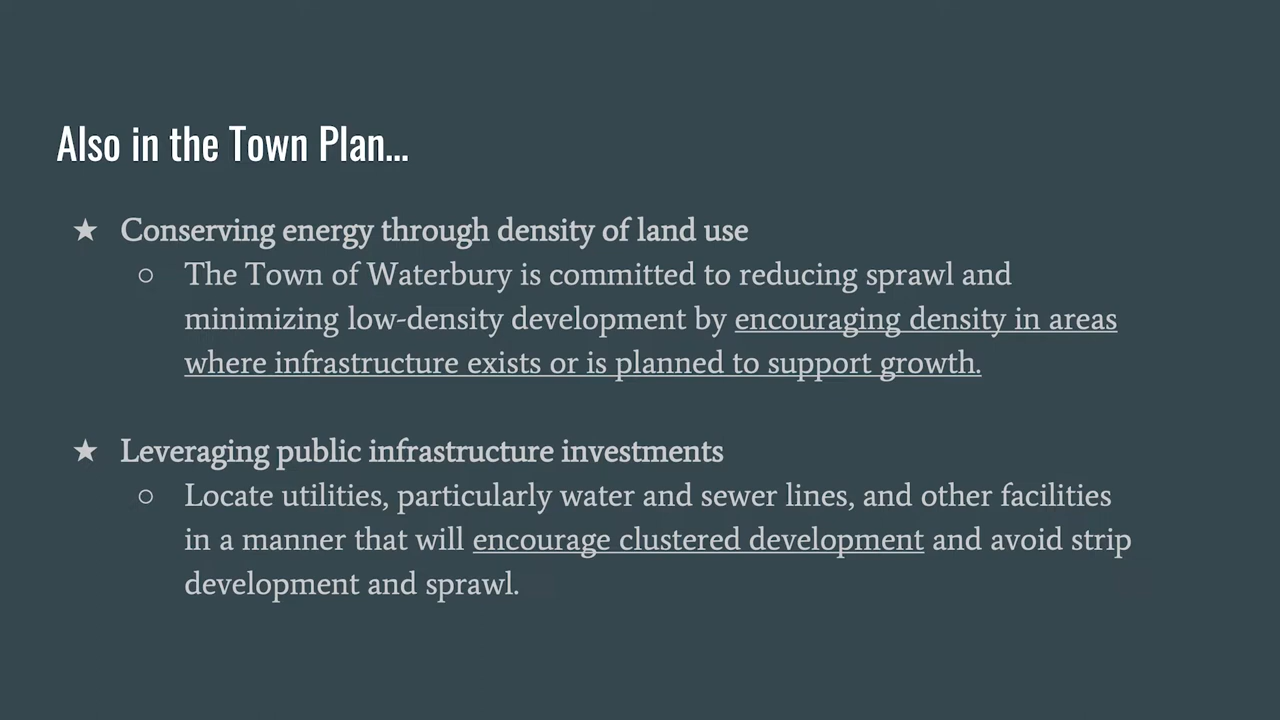 Also in the Town Plan...
★ Conserving energy through density of land use
○ The Town of Waterbury is committed to reducing sprawl and
minimizing low-density development by encouraging density in areas
where infrastructure exists or is planned to support growth.
★ Leveraging public infrastructure investments
○ Locate utilities, particularly water and sewer lines, and other facilities
in a manner that will encourage clustered development and avoid strip
development and sprawl.